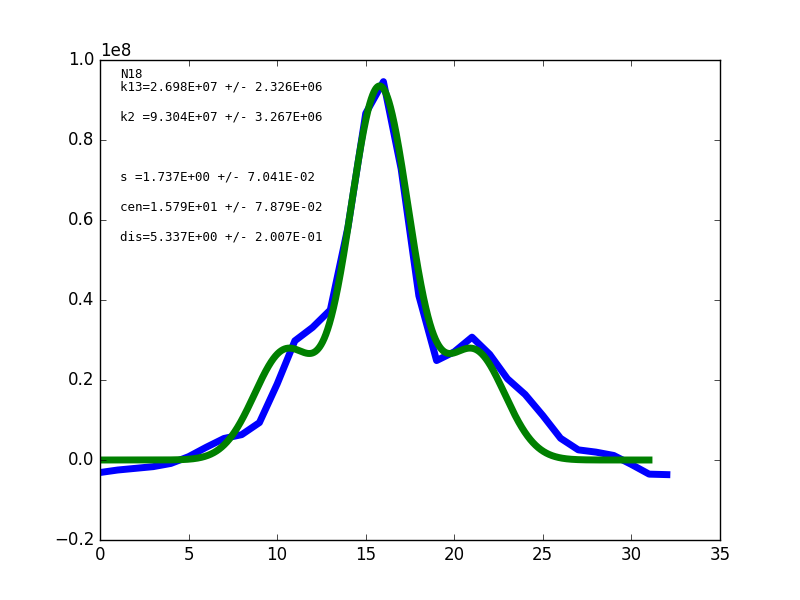 1e8
1.0
N18
k13=2.698E+07 +/- 2.326E+06
k2 =9.304E+07 +/- 3.267E+06
0.8
s =1.737E+00 +/- 7.041E-02
cen=1.579E+01 +/- 7.879E-02
0.6
dis=5.337E+00 +/- 2.007E-01
0.4
0.2
0.0
−0.2
0 5 10 15 20 25 30 35